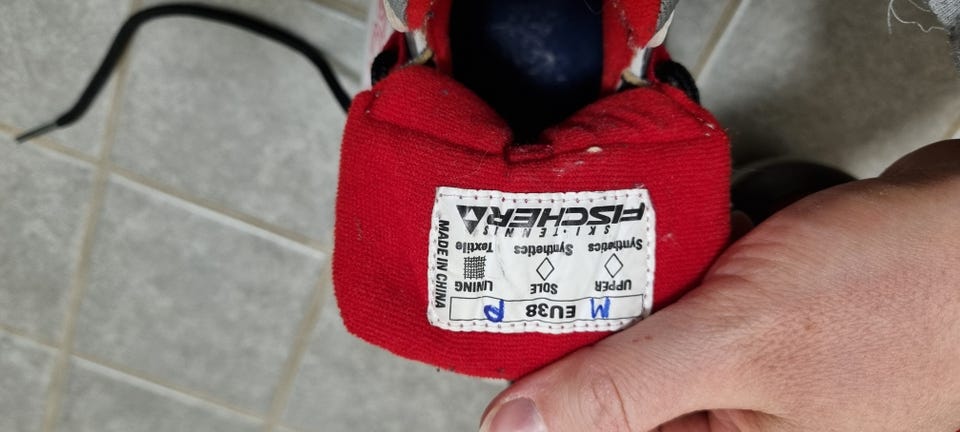 FISCHER
SKI · TENNIS
UPPER SOLE LINING
Synthetics Synthetics Textile
MADE IN CHINA
M EU38 P